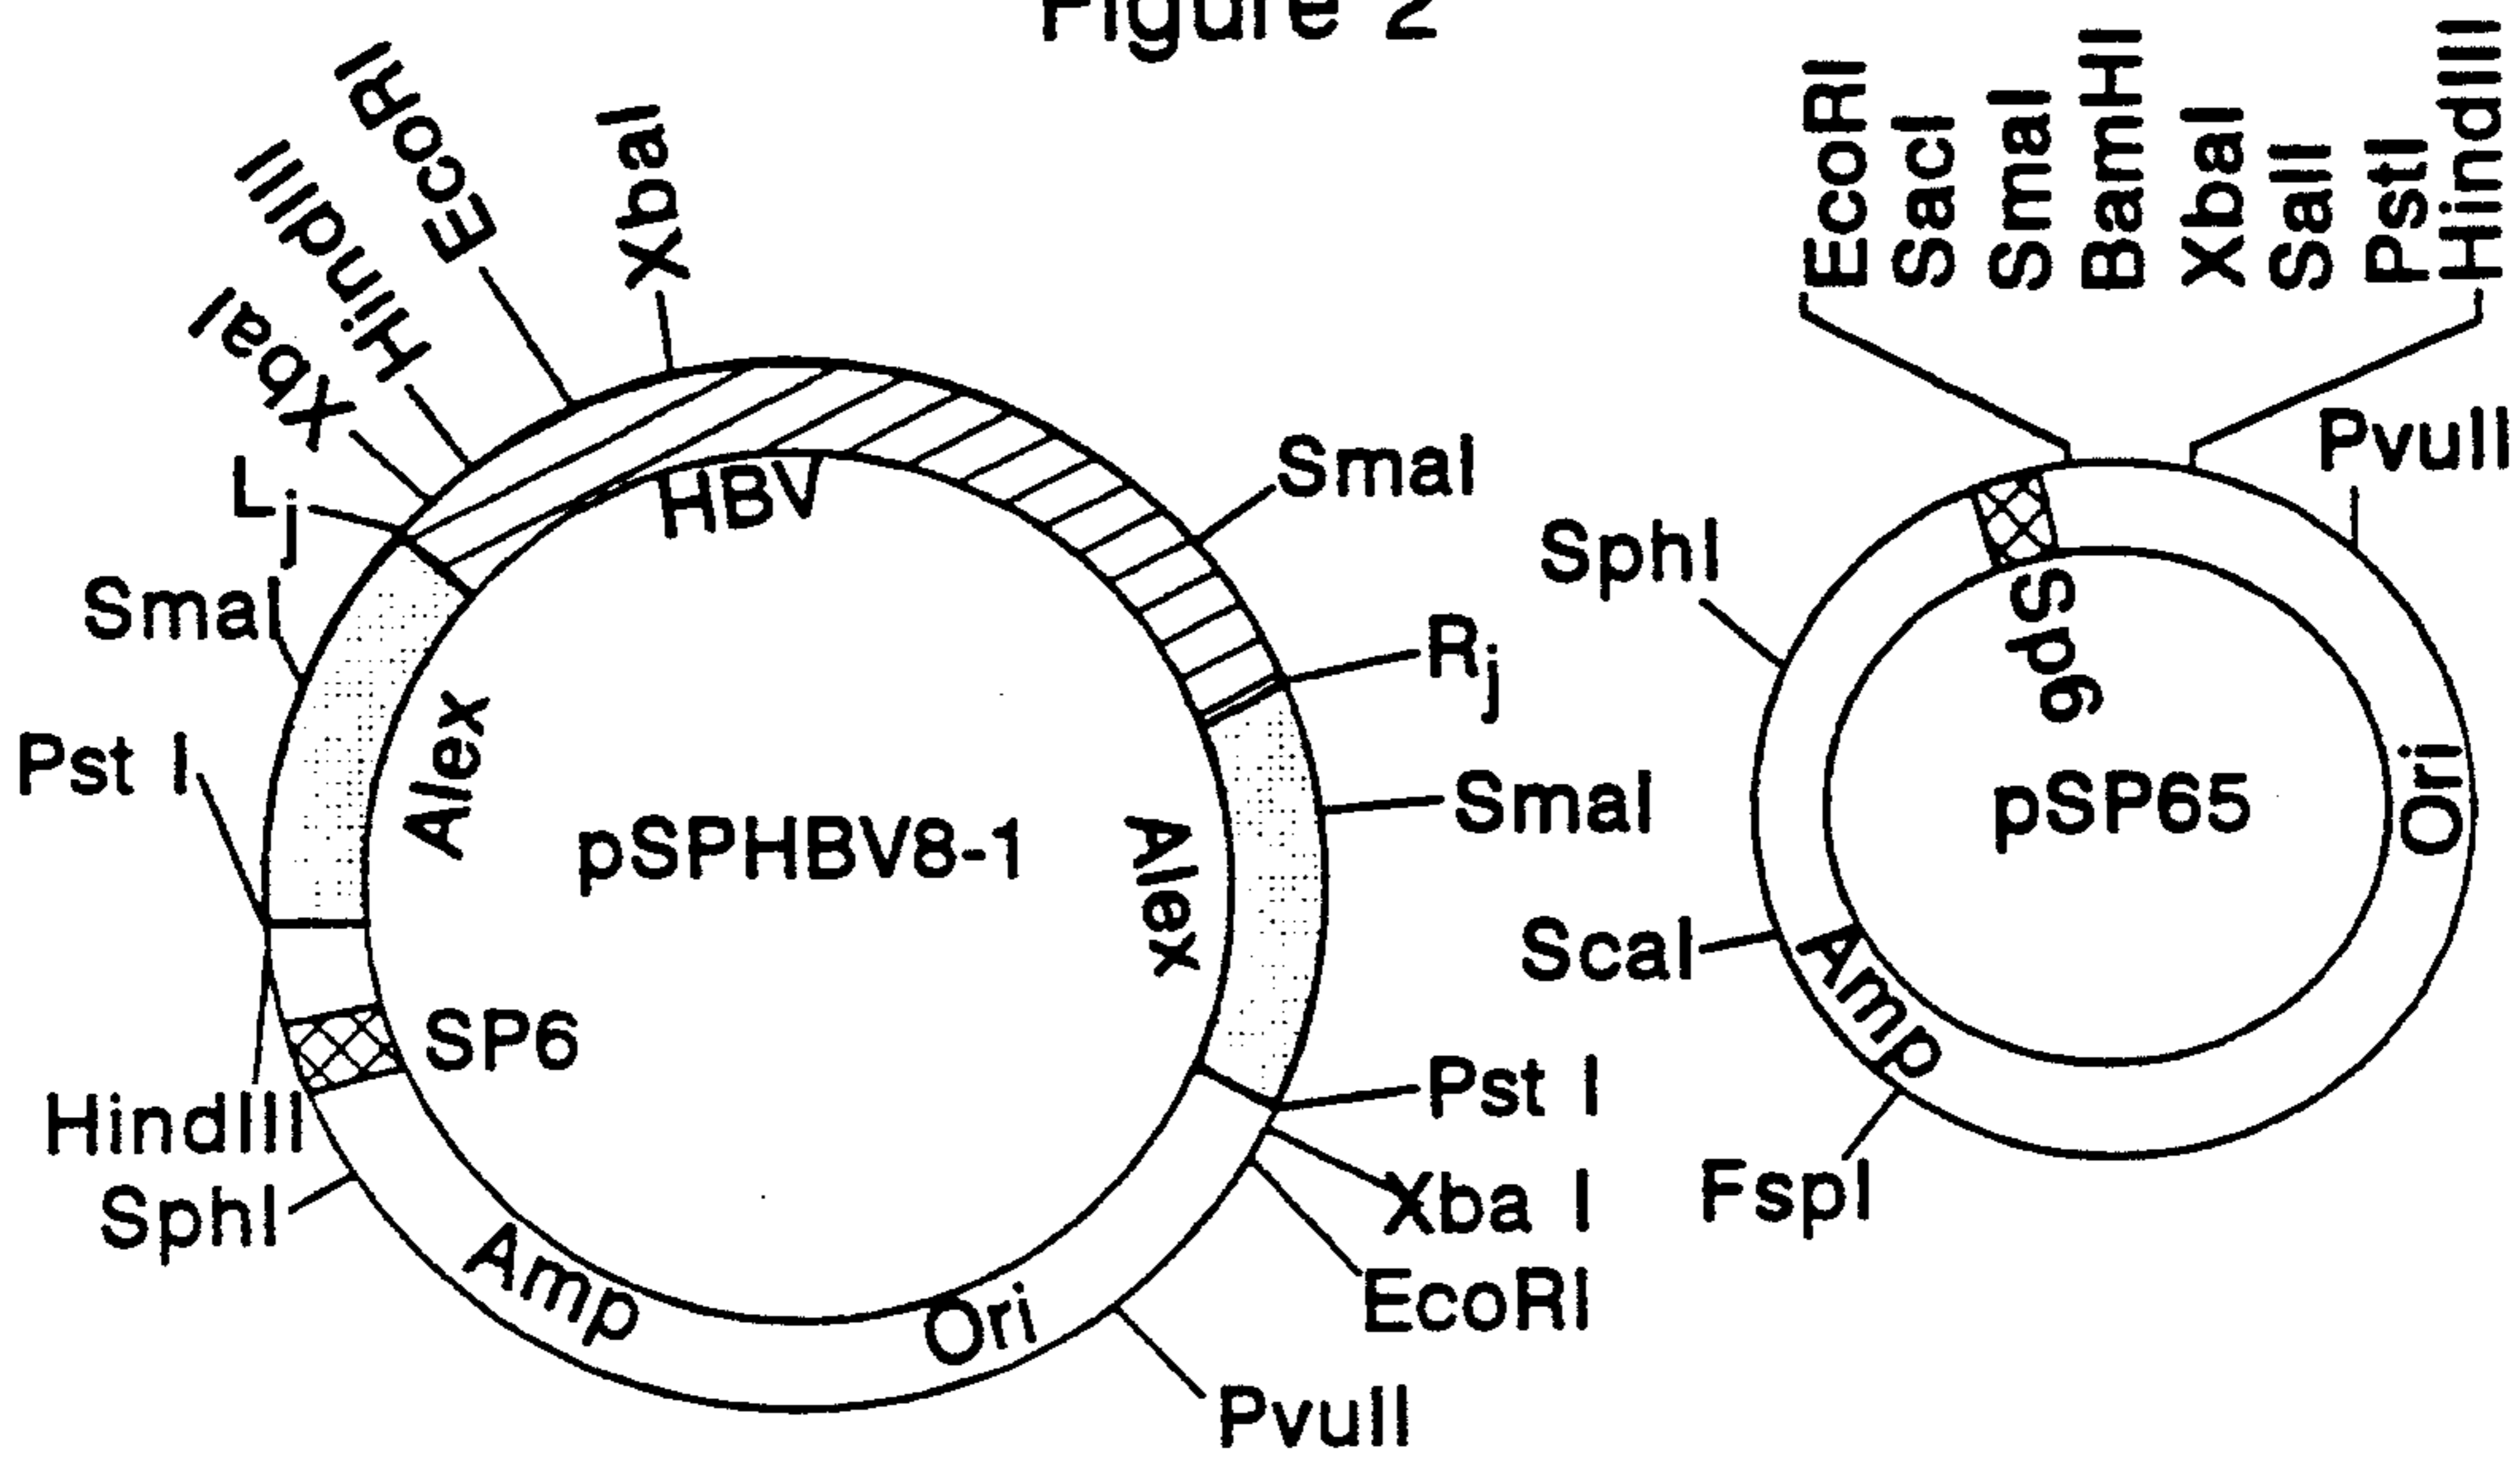 Figure 2
EcoRI
XbaI
HindIII
XbaI
Lj
SmaI
Pst I
HindIII
SphI
HBV
Alex
pSPHBV8-1
Alex
SP6
Amp
Ori
SmaI
Rj
SmaI
Pst I
Xba I
EcoRI
PvuII
EcoRI
SacI
SmaI
BamHI
XbaI
SalI
PstI
HindIII
PvuII
SphI
Sp6
pSP65
Ori
ScaI
Amp
FspI